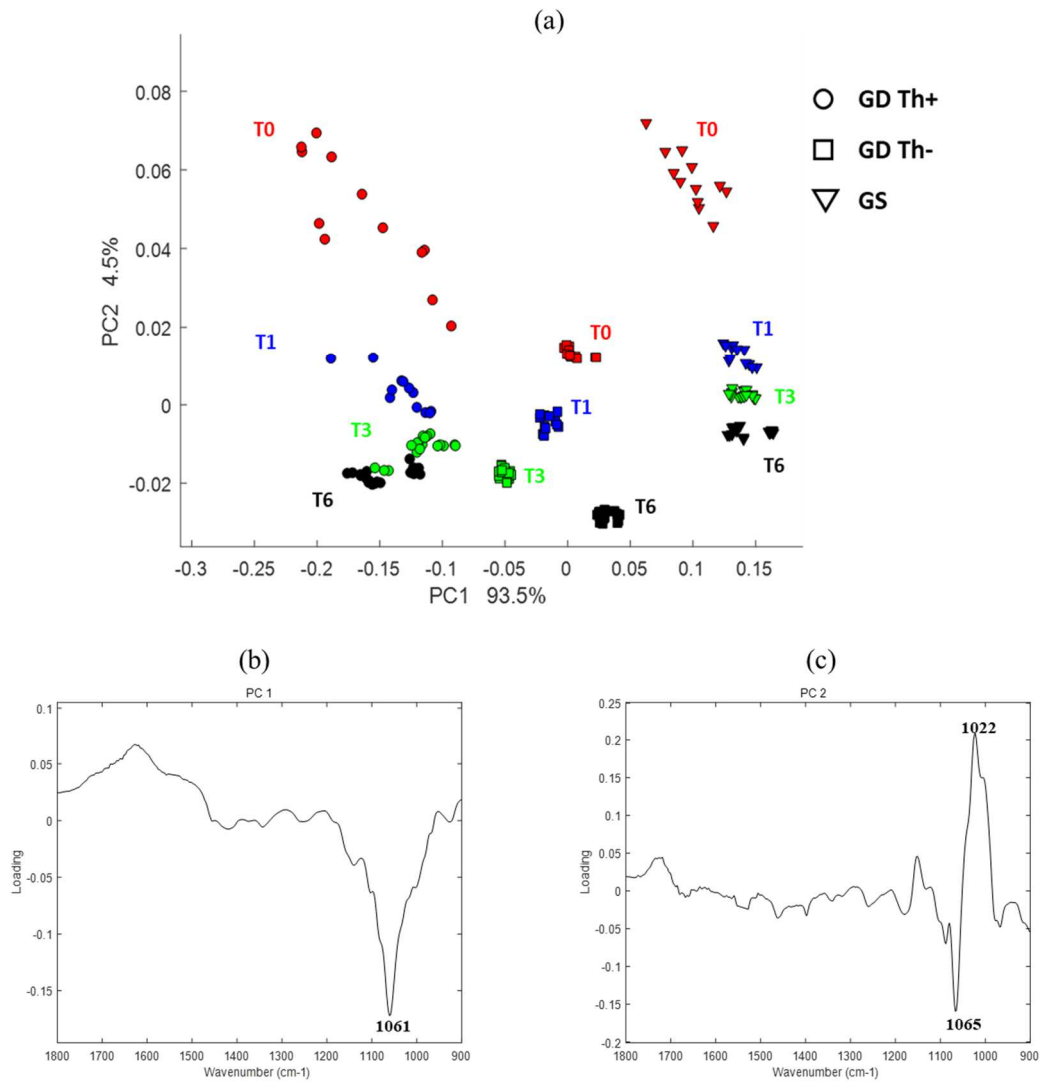 (a)
T0
T0
GD Th+
GD Th-
GS
T0
T1
T1
T1
T3
T3
T3
T6
T6
T6
PC2 4.5%
0.08
0.06
0.04
0.02
0
-0.02
-0.3 -0.25 -0.2 -0.15 -0.1 -0.05 0 0.05 0.1 0.15
PC1 93.5%
(b)
PC 1
Loading
0.1
0.05
0
-0.05
-0.1
-0.15
1061
1800 1700 1600 1500 1400 1300 1200 1100 1000 900
Wavenumber (cm-1)
(c)
PC 2
Loading
0.25
0.2
0.15
0.1
0.05
0
-0.05
-0.1
-0.15
-0.2
1022
1065
1800 1700 1600 1500 1400 1300 1200 1100 1000 900
Wavenumber (cm-1)